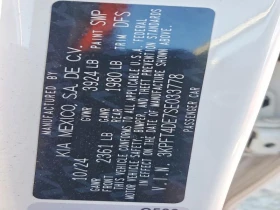 MANUFACTURED BY
KIA MEXICO, S.A. DE C.V.
10/24 GVWR 3924 LB PAINT SWP
GAWR FRONT 2361 LB GAWR REAR 1980 LB TRIM DFS
THIS VEHICLE CONFORMS TO ALL APPLICABLE U.S.A. FEDERAL
MOTOR VEHICLE SAFETY, BUMPER, AND THEFT PREVENTION STANDARDS
IN EFFECT ON THE DATE OF MANUFACTURE SHOWN ABOVE.
V.I.N. 3KPFT4DE7SE033778
PASSENGER CAR